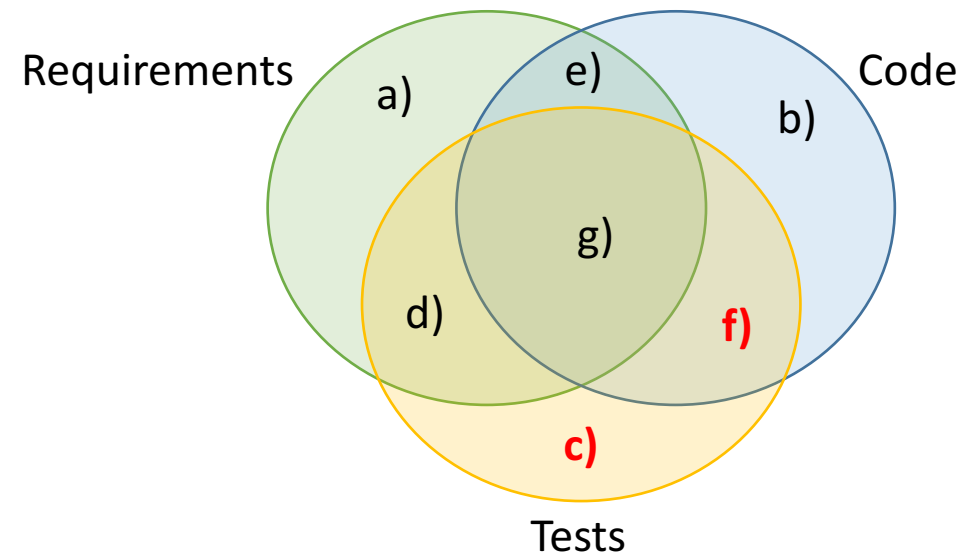 Requirements
Code
a)
e)
b)
g)
d)
f)
c)
Tests